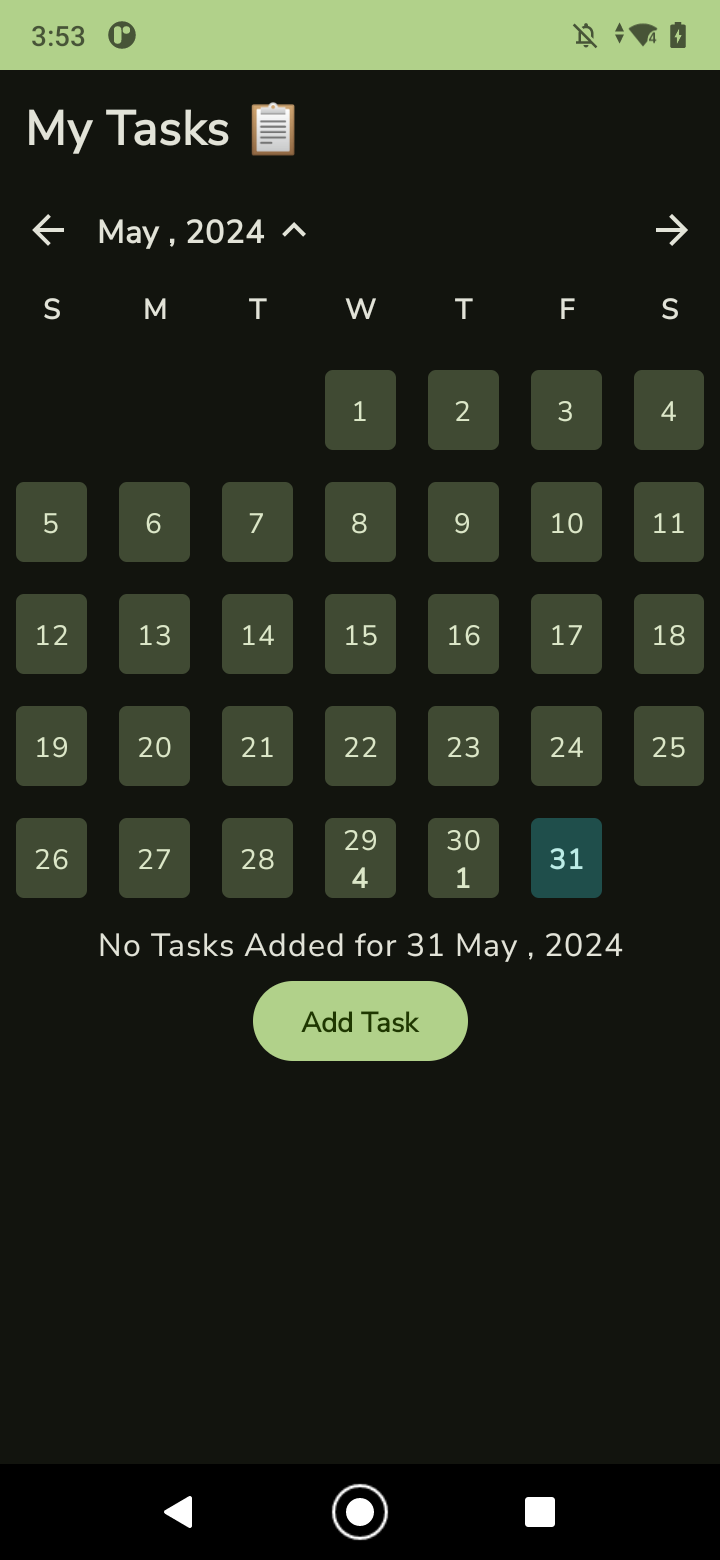 3:53
My Tasks
May , 2024
S M T W T F S
1 2 3 4
5 6 7 8 9 10 11
12 13 14 15 16 17 18
19 20 21 22 23 24 25
26 27 28 29 30 31
4 1
No Tasks Added for 31 May , 2024
Add Task